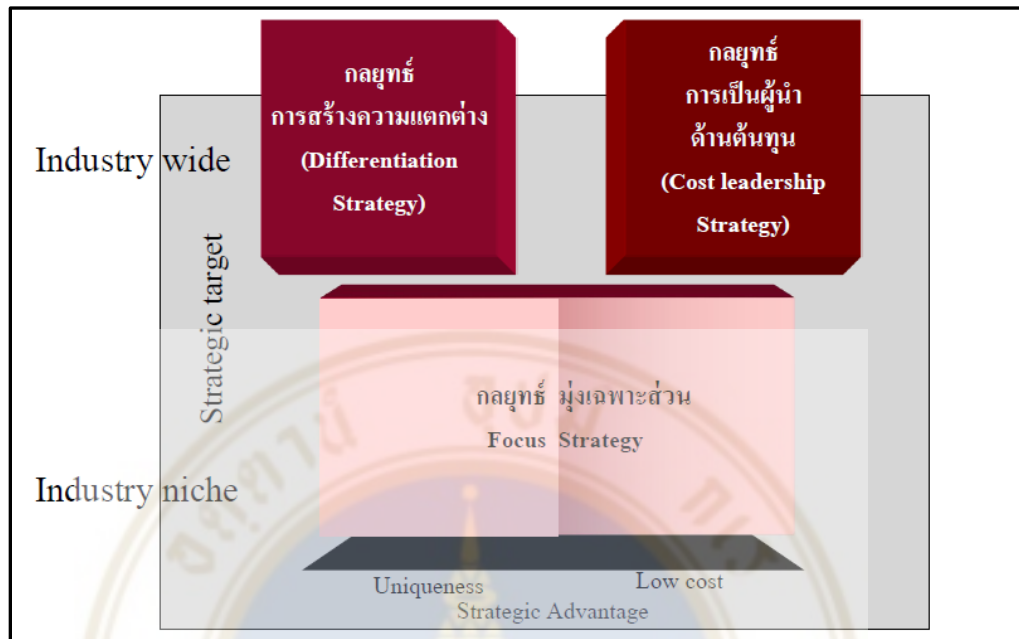 กลยุทธ์
การสร้างความแตกต่าง
(Differentiation
Strategy)
กลยุทธ์
การเป็นผู้นำ
ด้านต้นทุน
(Cost leadership
Strategy)
Industry wide
Strategic target
กลยุทธ์ มุ่งเฉพาะส่วน
Focus Strategy
Industry niche
Uniqueness
Low cost
Strategic Advantage